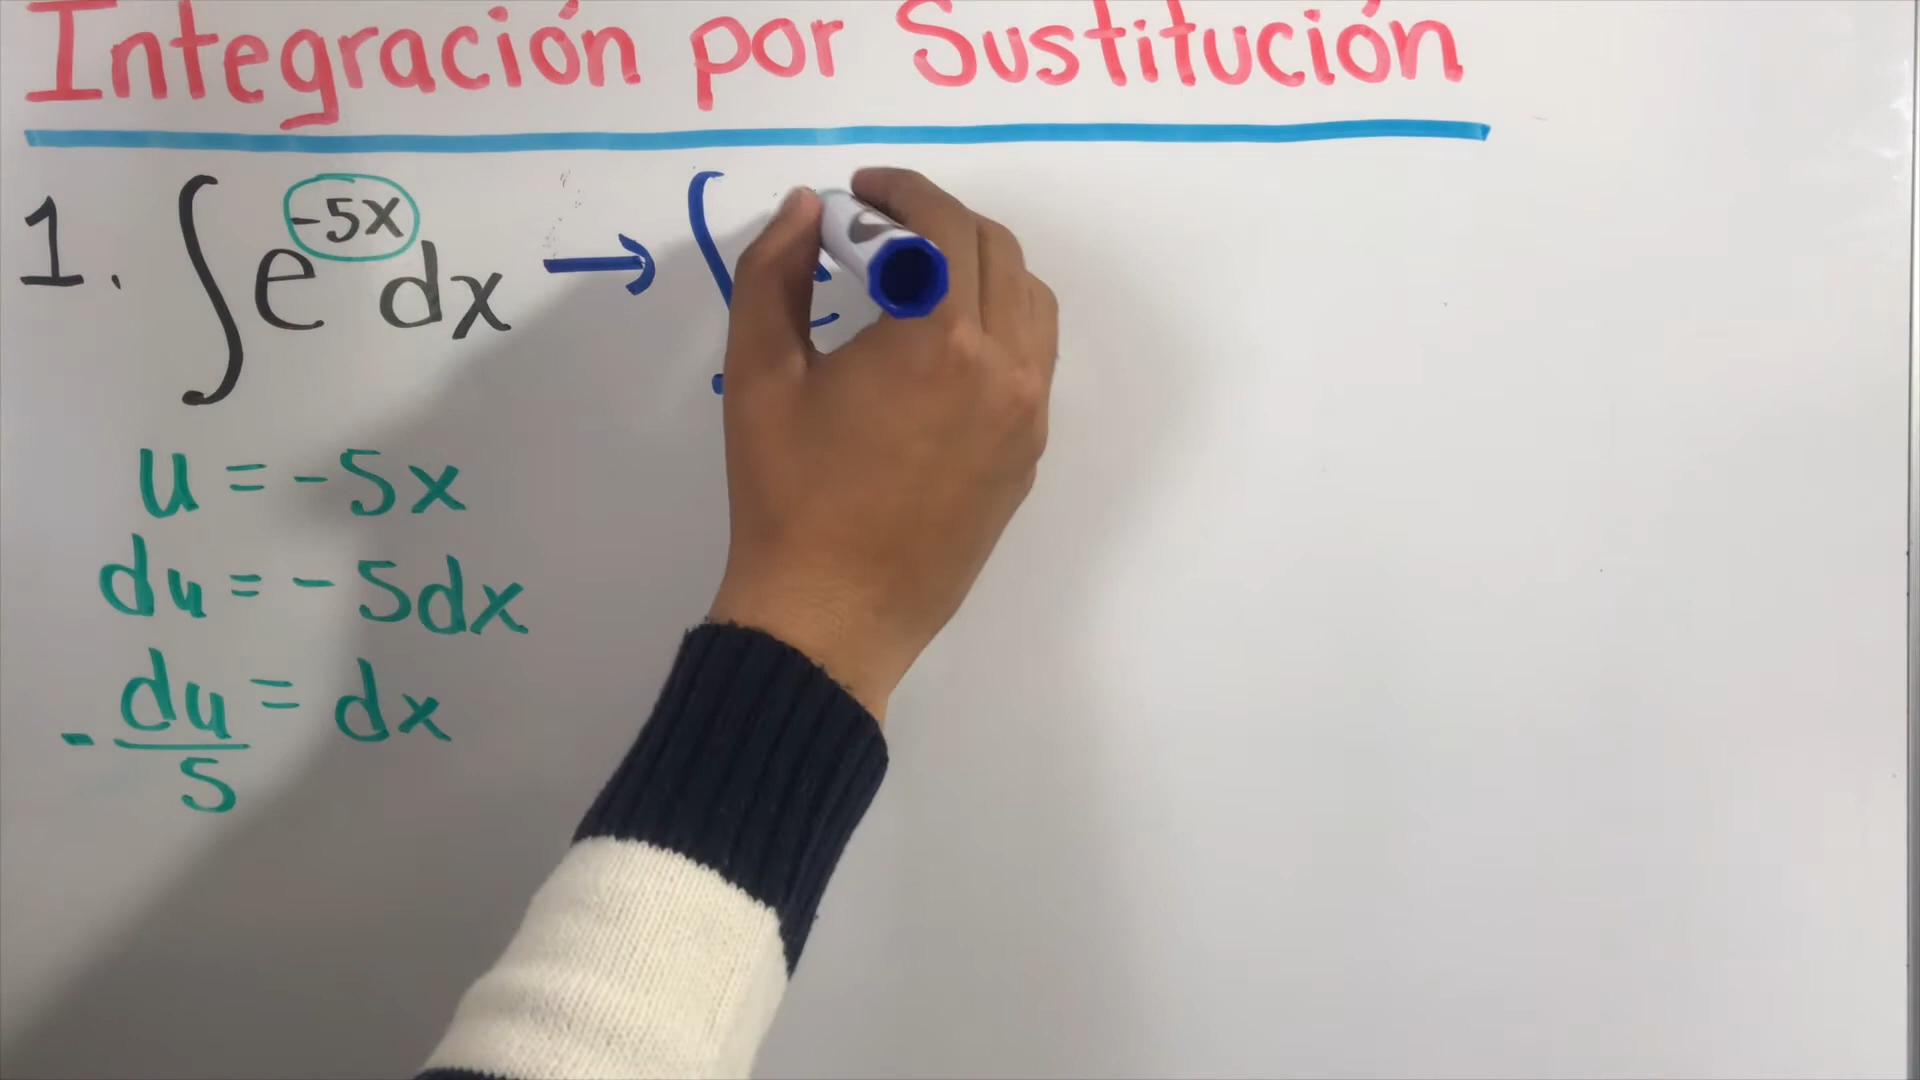 Integración por Sustitución
1. ∫e^{-5x}dx → ∫e
u = -5x
du = -5dx
-du/5 = dx